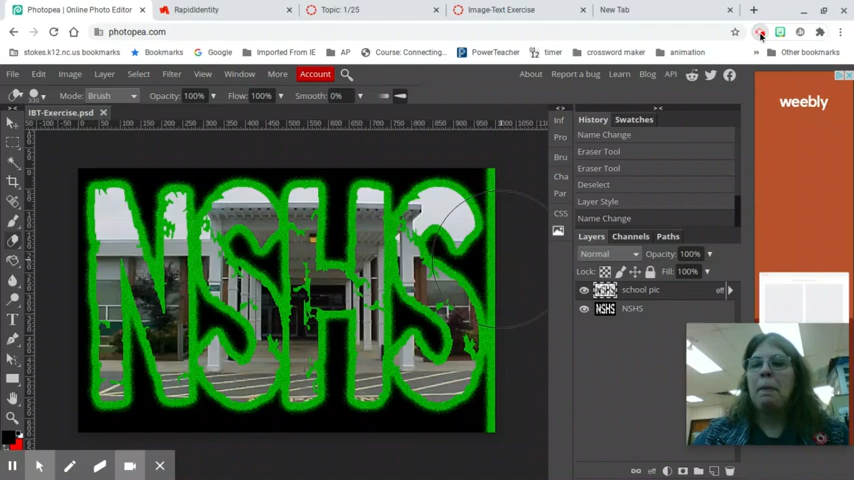 Photopea | Online Photo Editor
RapidIdentity
Topic: 1/25
Image-Text Exercise
New Tab
photopea.com
stokes.k12.nc.us bookmarks
Bookmarks
Google
Imported From IE
AP
Course: Connecting...
PowerTeacher
timer
crossword maker
animation
Other bookmarks
File Edit Image Layer Select Filter View Window More Account
About Report a bug Learn Blog API
Mode: Brush Opacity: 100% Flow: 100% Smooth: 0%
IBT-Exercise.psd
Inf
Pro
Bru
Cha
Par
CSS
History Swatches
Name Change
Eraser Tool
Eraser Tool
Deselect
Layer Style
Name Change
Layers Channels Paths
Normal Opacity: 100%
Lock: Fill: 100%
school pic eff
NSHS
NSHS
weebly